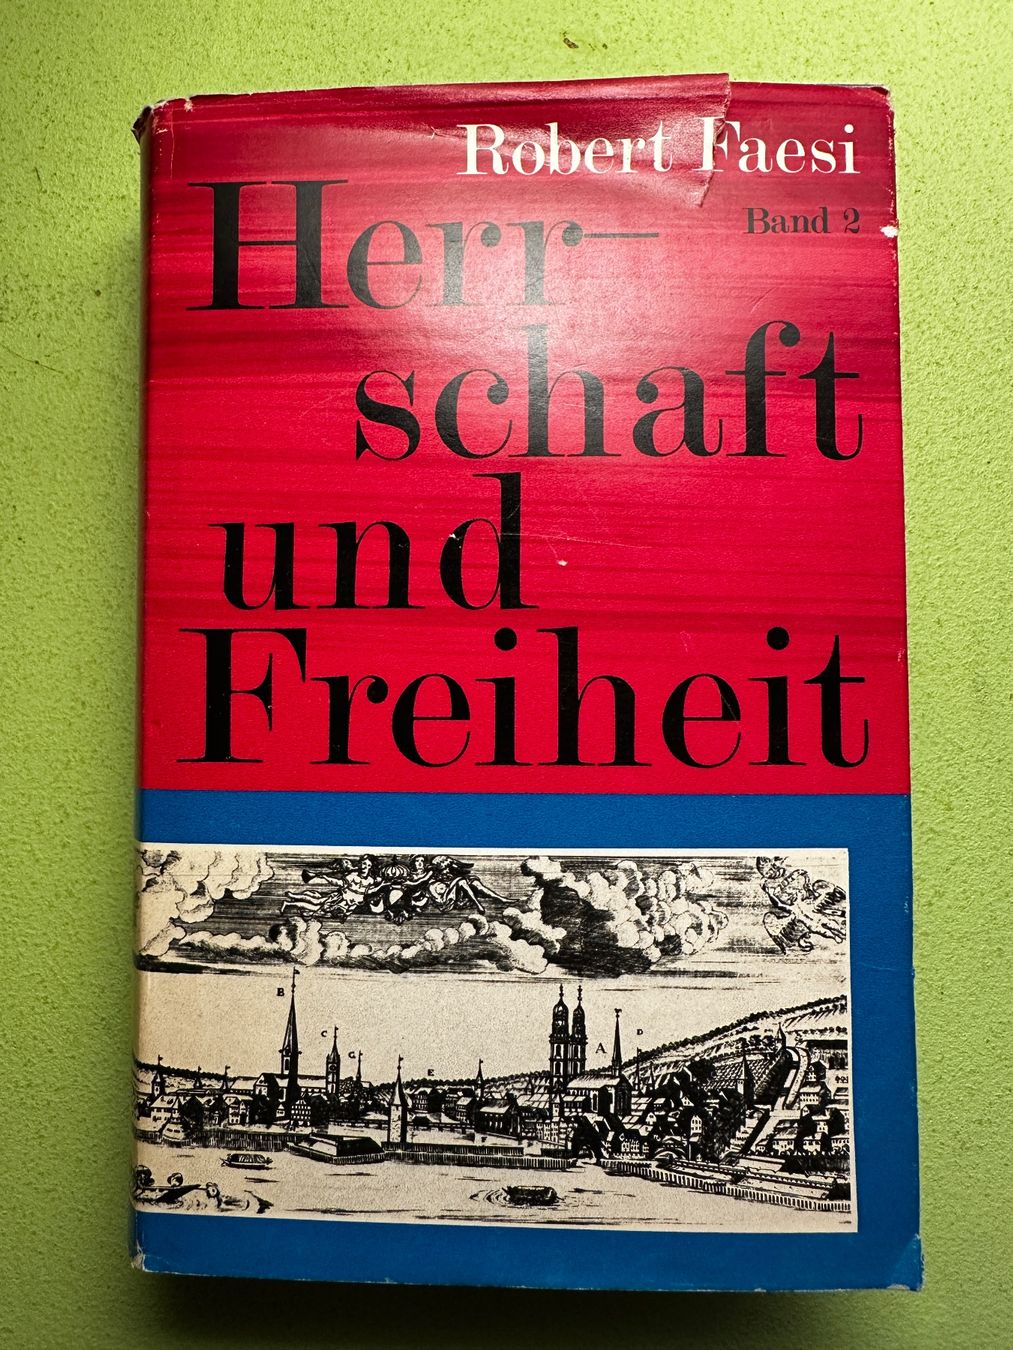 Robert Faesi
Band 2
Herr-
schaft
und
Freiheit
B
C
G
E
A
D